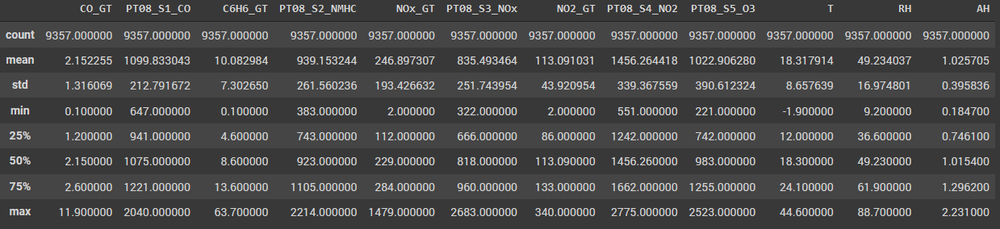 CO_GT PT08_S1_CO C6H6_GT PT08_S2_NMHC NOx_GT PT08_S3_NOx NO2_GT PT08_S4_NO2 PT08_S5_O3 T RH AH
count 9357.000000 9357.000000 9357.000000 9357.000000 9357.000000 9357.000000 9357.000000 9357.000000 9357.000000 9357.000000 9357.000000 9357.000000
mean 2.152255 1099.833043 10.082984 939.153244 246.897307 835.493464 113.091031 1456.264418 1022.906280 18.317914 49.234037 1.025705
std 1.316069 212.791672 7.302650 261.560236 193.426632 251.743954 43.920954 339.367559 390.612324 8.657639 16.974801 0.395836
min 0.100000 647.000000 0.100000 383.000000 2.000000 322.000000 2.000000 551.000000 221.000000 -1.900000 9.200000 0.184700
25% 1.200000 941.000000 4.600000 743.000000 112.000000 666.000000 86.000000 1242.000000 742.000000 12.000000 36.600000 0.746100
50% 2.150000 1075.000000 8.600000 923.000000 229.000000 818.000000 113.090000 1456.260000 983.000000 18.300000 49.230000 1.015400
75% 2.600000 1221.000000 13.600000 1105.000000 284.000000 960.000000 133.000000 1662.000000 1255.000000 24.100000 61.900000 1.296200
max 11.900000 2040.000000 63.700000 2214.000000 1479.000000 2683.000000 340.000000 2775.000000 2523.000000 44.600000 88.700000 2.231000